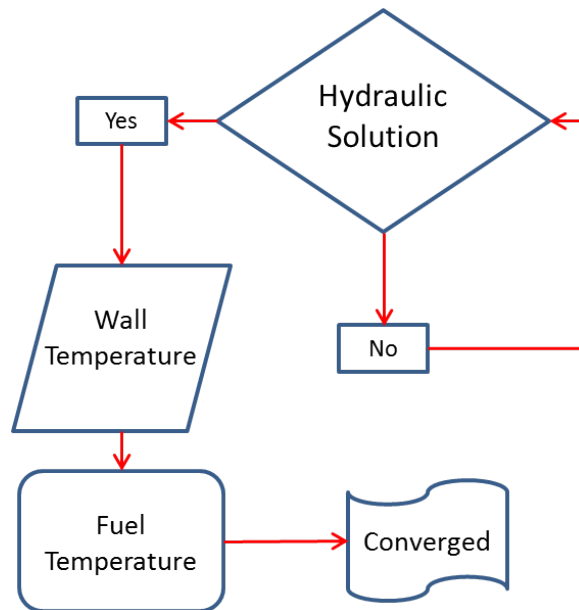 Hydraulic
Solution
Yes
No
Wall
Temperature
Fuel
Temperature
Converged